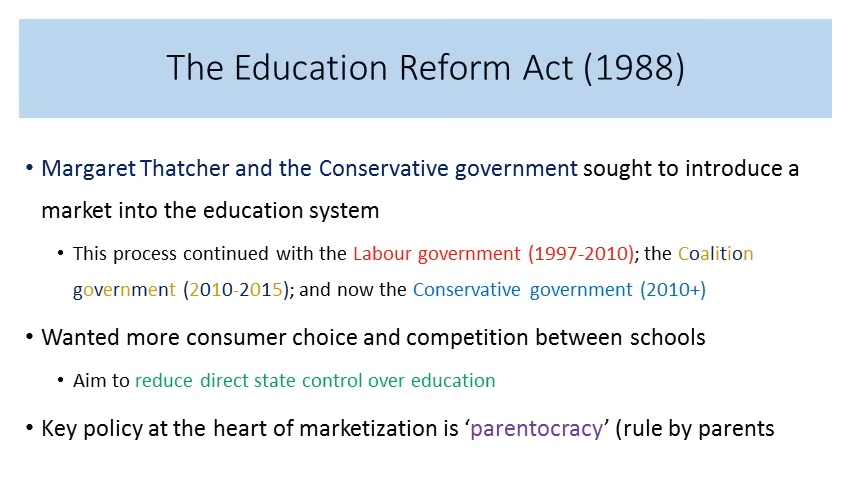 The Education Reform Act (1988)
• Margaret Thatcher and the Conservative government sought to introduce a
market into the education system
• This process continued with the Labour government (1997-2010); the Coalition
government (2010-2015); and now the Conservative government (2010+)
• Wanted more consumer choice and competition between schools
• Aim to reduce direct state control over education
• Key policy at the heart of marketization is ‘parentocracy’ (rule by parents